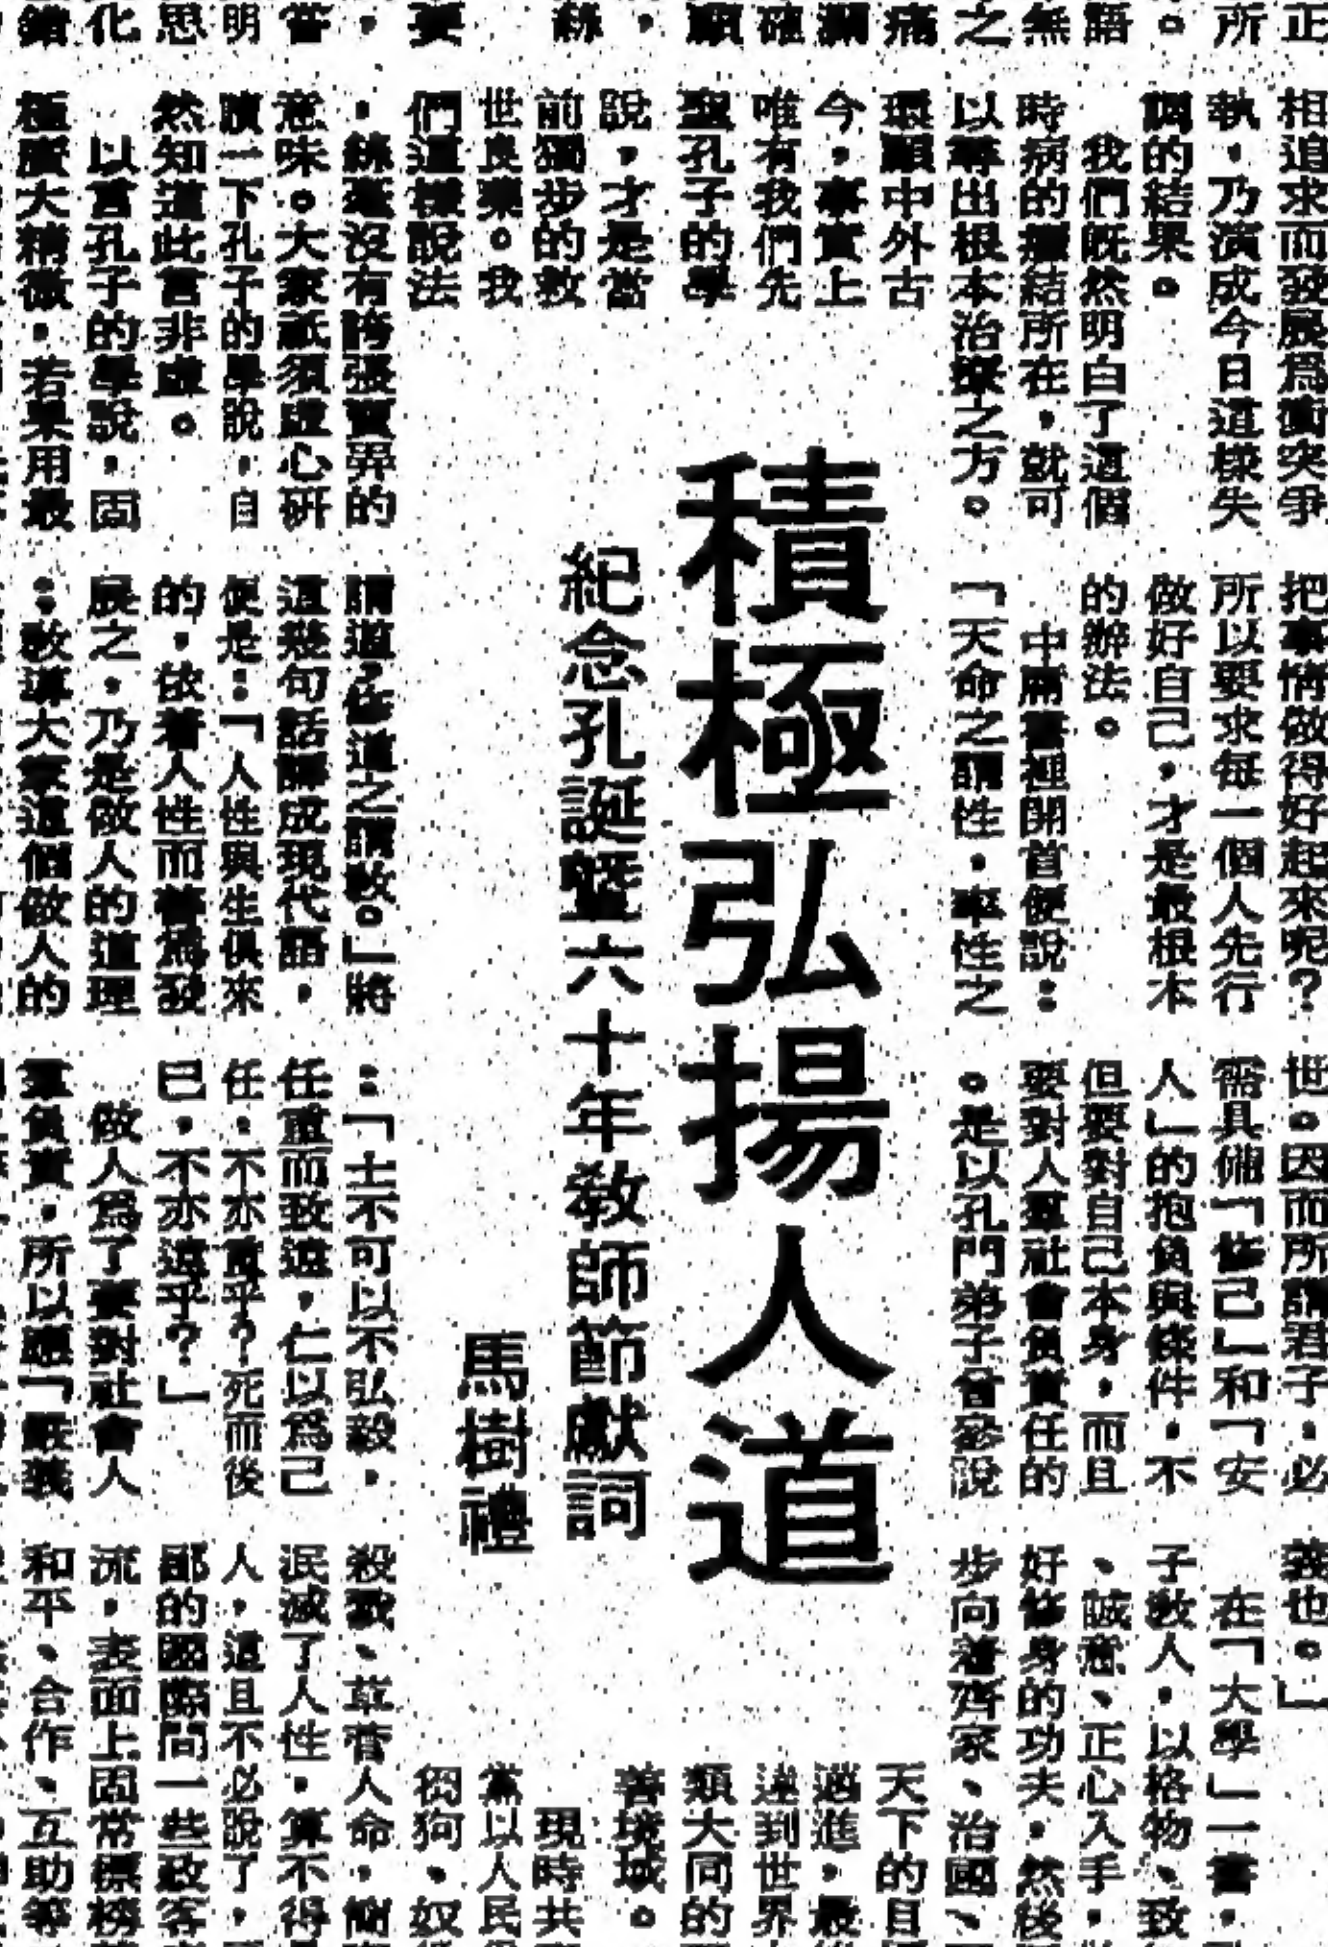 正
所
。
語
無
之
痛
瀾
確
願
，
要
，
當
明
思
化
相追求而發展爲衝突爭
執，乃演成今日這樣失
調的結果。
我們既然明白了這個
時病的癥結所在，就可
以尋出根本治療之方。
環顧中外古
今，事實上
唯有我們先
聖孔子的學
說，才是當
前獨步的救
世良藥。我
們這樣說法
，絲毫沒有誇張賣弄的
意味。大家祇須虛心研
讀一下孔子的學說，自
然知道此言非虛。
以言孔子的學說，固
極廣大精微，若果用最
積極弘揚人道
紀念孔誕暨六十年教師節獻詞
馬樹禮
把事情做得好起來呢？
所以要求每一個人先行
做好自己，才是最根本
的辦法。
中庸書裡開首便說：
「天命之謂性，率性之
謂道，修道之謂教。」將
這幾句話譯成現代語，
便是：「人性與生俱來
的，依着人性而善爲發
展之，乃是做人的道理
：教導大家這個做人的
世。因而所謂君子，必
需具備「修己」和「安
人」的抱負與條件，不
但要對自己本身，而且
要對人羣社會負責任的
。是以孔門弟子曾參說
：「士不可以不弘毅，
任重而致遠，仁以爲己
任，不亦重乎？死而後
已，不亦遠乎？」
做人爲了要對社會人
羣負責，所以應「嚴義
義也。」
在「大學」一書，
子教人，以格物、致
、誠意、正心入手，
好修身的功夫，然後
步向着齊家、治國、
天下的目
邁進，最
達到世界
類大同的
善境域。
現時共
黨以人民
芻狗、奴
殺戮、草菅人命，簡
泯滅了人性，算不得
人，這且不必說了，
鄙的國際間一些政客
流，表面上固常標榜
和平、合作、互助等